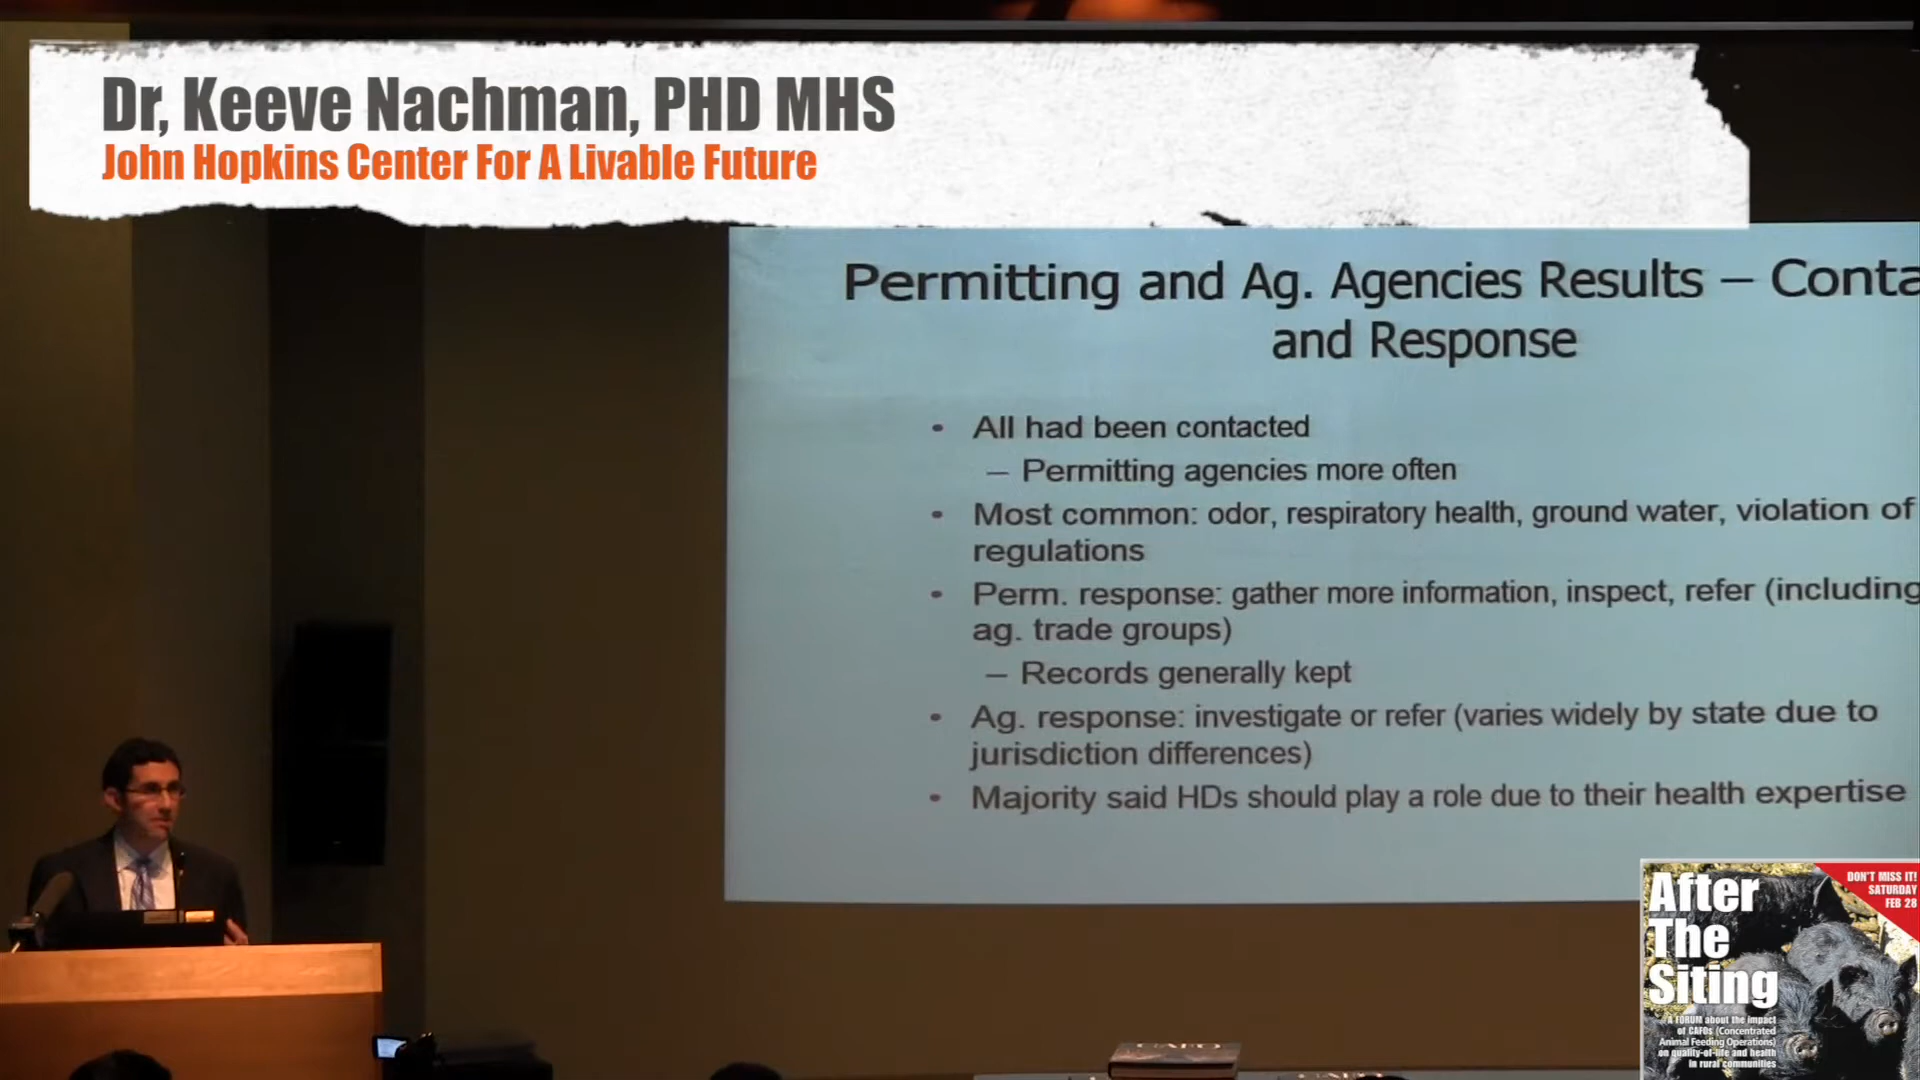 Dr, Keeve Nachman, PHD MHS
John Hopkins Center For A Livable Future
Permitting and Ag. Agencies Results – Conta
and Response
• All had been contacted
– Permitting agencies more often
• Most common: odor, respiratory health, ground water, violation of
regulations
• Perm. response: gather more information, inspect, refer (including
ag. trade groups)
– Records generally kept
• Ag. response: investigate or refer (varies widely by state due to
jurisdiction differences)
• Majority said HDs should play a role due to their health expertise
DON'T MISS IT!
SATURDAY
FEB 28
After
The
Siting
A FORUM about the impact
of CAFOs (Concentrated
Animal Feeding Operations)
on quality-of-life and health
in rural communities